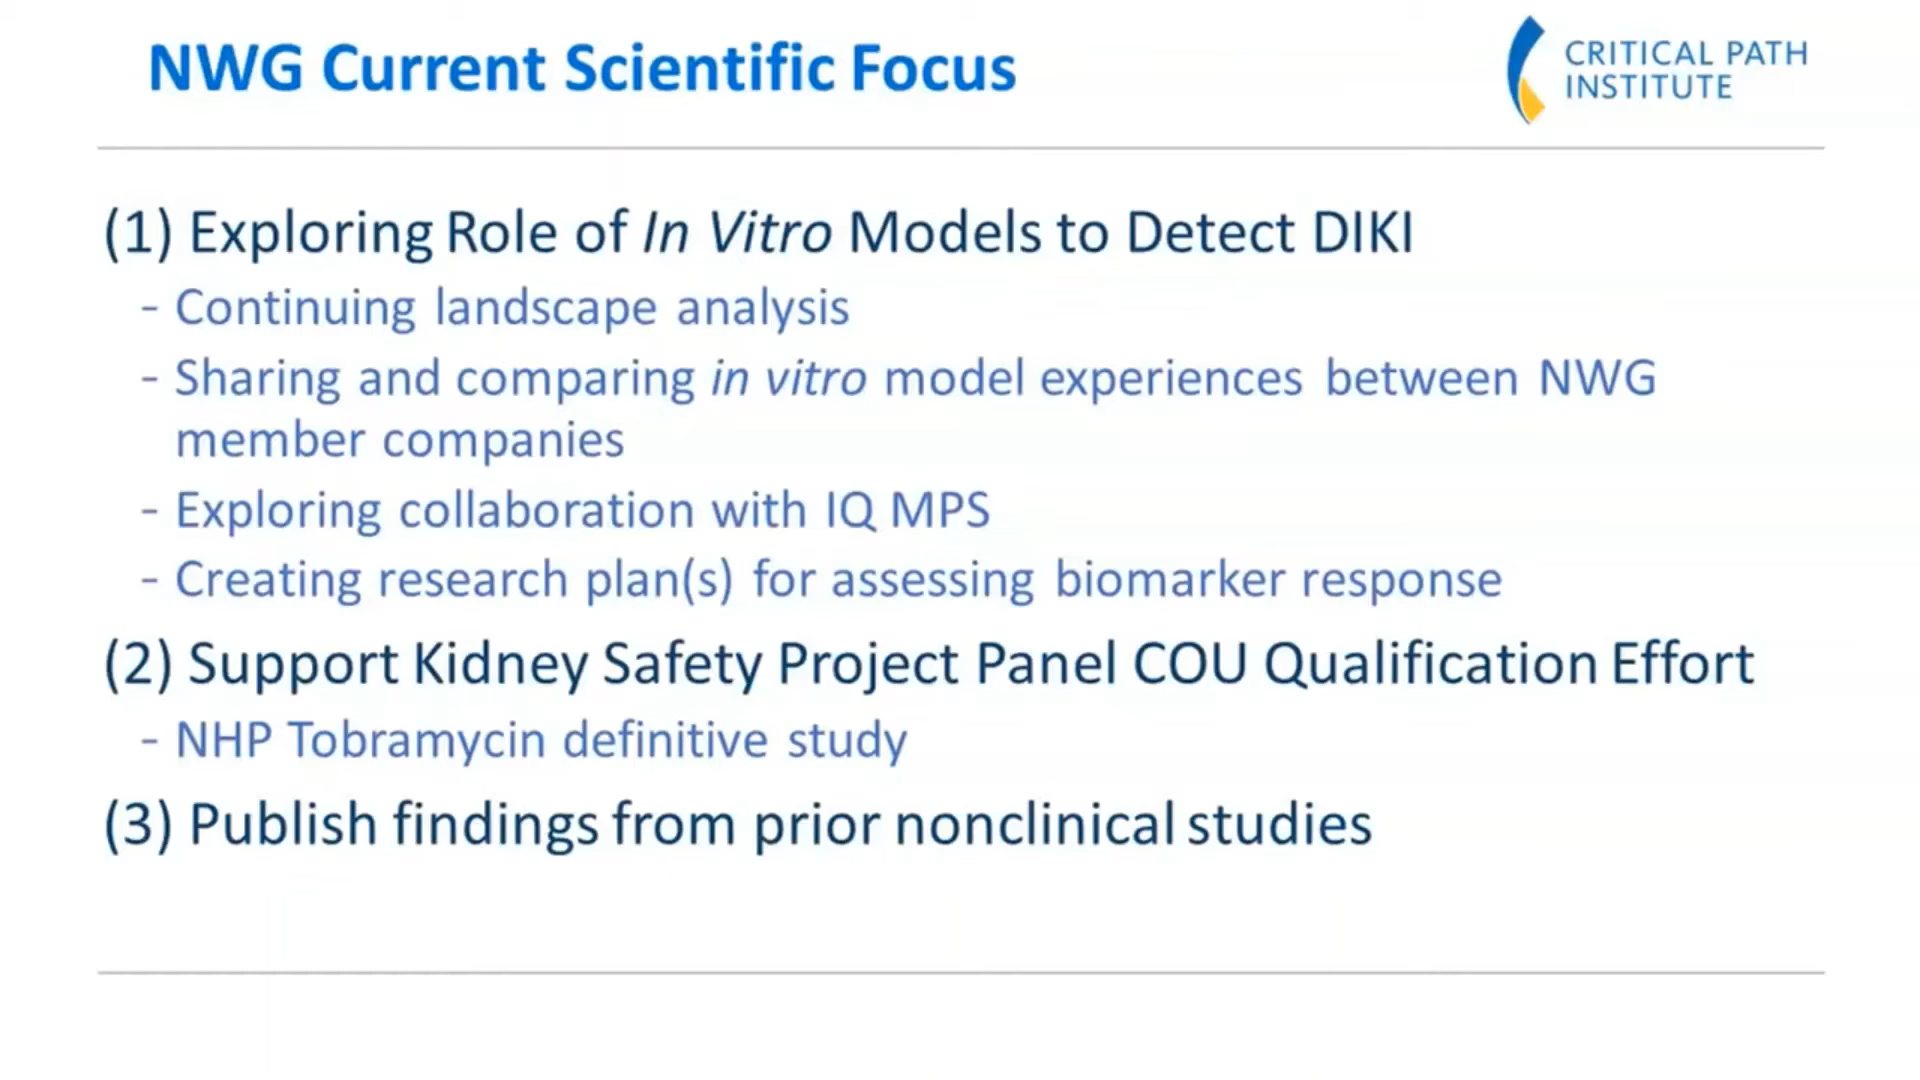 NWG Current Scientific Focus
CRITICAL PATH
INSTITUTE
(1) Exploring Role of In Vitro Models to Detect DIKI
- Continuing landscape analysis
- Sharing and comparing in vitro model experiences between NWG
member companies
- Exploring collaboration with IQ MPS
- Creating research plan(s) for assessing biomarker response
(2) Support Kidney Safety Project Panel COU Qualification Effort
- NHP Tobramycin definitive study
(3) Publish findings from prior nonclinical studies